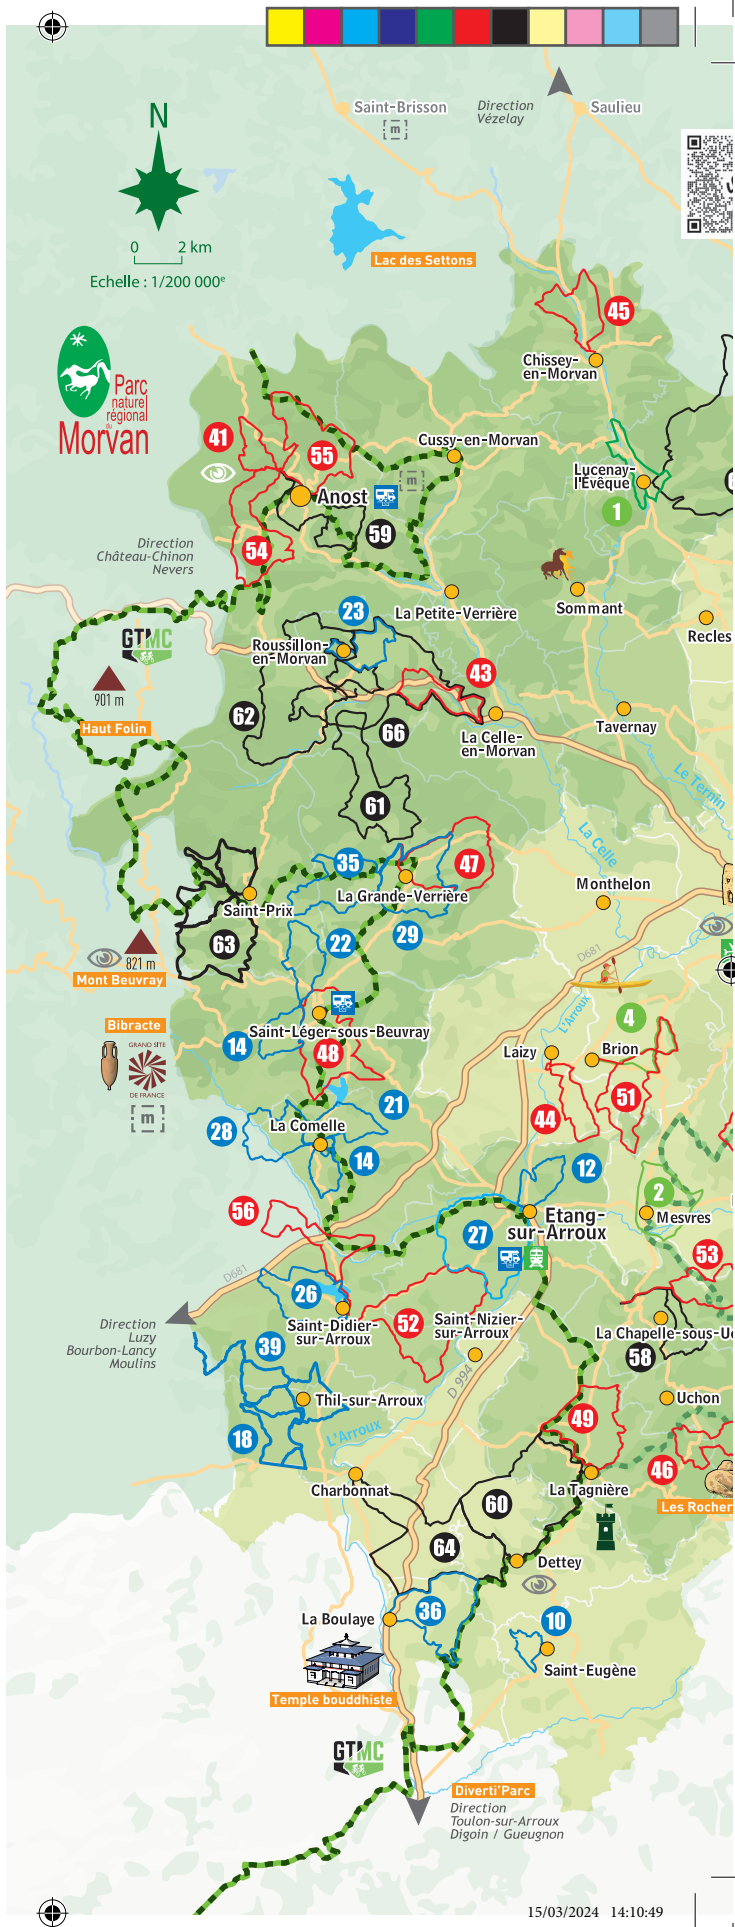 Saint-Brisson
m
Direction
Vézelay
Saulieu
N
0 2 km
Echelle : 1/200 000e
Lac des Settons
45
Chissey-
en-Morvan
Parc
naturel
régional
du
Morvan
41
55
Cussy-en-Morvan
m
Lucenay-
l'Évêque
Anost
59
1
54
Direction
Château-Chinon
Nevers
23
La Petite-Verrière
Sommant
Recles
GTMC
Roussillon-
en-Morvan
43
901 m
62
66
Haut Folin
La Celle-
en-Morvan
Tavernay
Le Ternin
61
La Celle
35
47
La Grande-Verrière
Monthelon
Saint-Prix
63
22
29
D681
821 m
Mont Beuvray
Bibracte
GRAND SITE
DE FRANCE
m
Saint-Léger-sous-Beuvray
14
48
L'Arroux
4
Laizy
Brion
51
44
21
28
La Comelle
14
12
56
2
Etang-
sur-Arroux
Mesvres
27
53
D681
26
Saint-Didier-
sur-Arroux
52
Saint-Nizier-
sur-Arroux
La Chapelle-sous-Uc
58
Direction
Luzy
Bourbon-Lancy
Moulins
39
D 994
Thil-sur-Arroux
Uchon
49
18
L'Arroux
46
Charbonnat
La Tagnière
60
Les Rocher
64
Dettey
36
La Boulaye
10
Saint-Eugène
Temple bouddhiste
GTMC
Diverti'Parc
Direction
Toulon-sur-Arroux
Digoin / Gueugnon
15/03/2024 14:10:49